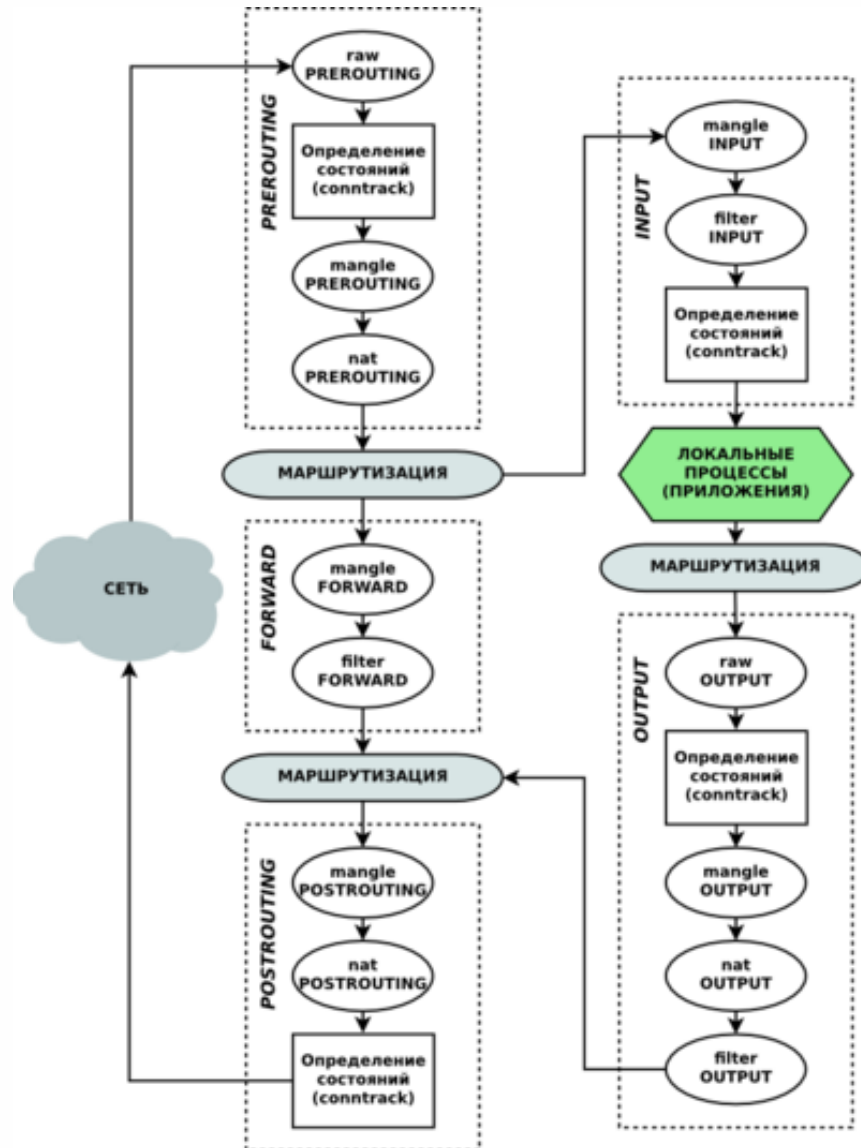 raw
PREROUTING
Определение
состояний
(conntrack)
mangle
PREROUTING
nat
PREROUTING
PREROUTING
МАРШРУТИЗАЦИЯ
mangle
INPUT
filter
INPUT
Определение
состояний
(conntrack)
INPUT
ЛОКАЛЬНЫЕ
ПРОЦЕССЫ
(ПРИЛОЖЕНИЯ)
МАРШРУТИЗАЦИЯ
СЕТЬ
mangle
FORWARD
filter
FORWARD
FORWARD
МАРШРУТИЗАЦИЯ
raw
OUTPUT
Определение
состояний
(conntrack)
mangle
OUTPUT
nat
OUTPUT
filter
OUTPUT
OUTPUT
mangle
POSTROUTING
nat
POSTROUTING
Определение
состояний
(conntrack)
POSTROUTING